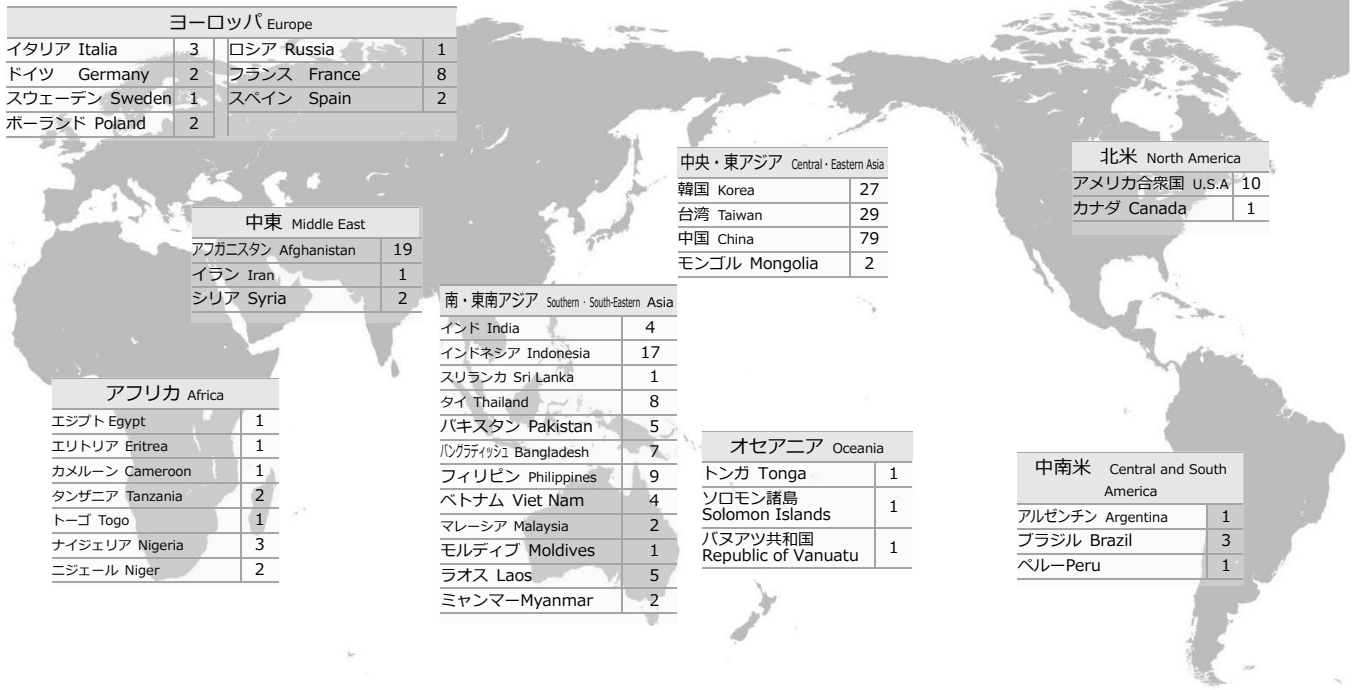 ヨーロッパ Europe
イタリア Italia 3 ロシア Russia 1
ドイツ Germany 2 フランス France 8
スウェーデン Sweden 1 スペイン Spain 2
ポーランド Poland 2
中東 Middle East
アフガニスタン Afghanistan 19
イラン Iran 1
シリア Syria 2
アフリカ Africa
エジプト Egypt 1
エリトリア Eritrea 1
カメルーン Cameroon 1
タンザニア Tanzania 2
トーゴ Togo 1
ナイジェリア Nigeria 3
ニジェール Niger 2
南・東南アジア Southern・South-Eastern Asia
インド India 4
インドネシア Indonesia 17
スリランカ Sri Lanka 1
タイ Thailand 8
パキスタン Pakistan 5
バングラディッシュ Bangladesh 7
フィリピン Philippines 9
ベトナム Viet Nam 4
マレーシア Malaysia 2
モルディブ Moldives 1
ラオス Laos 5
ミャンマーMyanmar 2
中央・東アジア Central・Eastern Asia
韓国 Korea 27
台湾 Taiwan 29
中国 China 79
モンゴル Mongolia 2
オセアニア Oceania
トンガ Tonga 1
ソロモン諸島
Solomon Islands 1
バヌアツ共和国
Republic of Vanuatu 1
北米 North America
アメリカ合衆国 U.S.A 10
カナダ Canada 1
中南米 Central and South
America
アルゼンチン Argentina 1
ブラジル Brazil 3
ペルーPeru 1